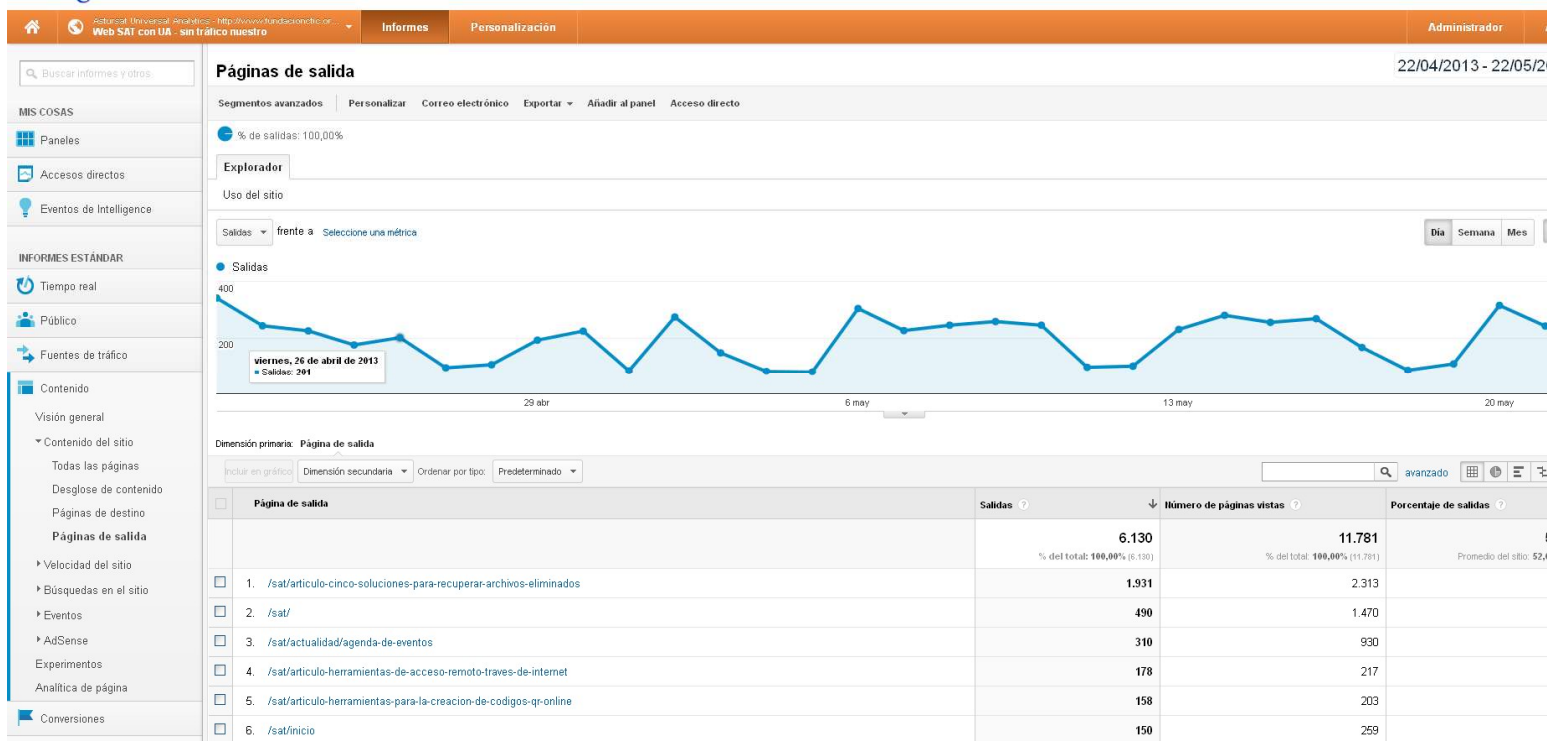 Astursat Universal Analytics - http://www.fundacionctic.or...
Web SAT con UA - sin tráfico nuestro
Informes
Personalización
Administrador
Buscar informes y otros
MIS COSAS
Paneles
Accesos directos
Eventos de Intelligence
INFORMES ESTÁNDAR
Tiempo real
Público
Fuentes de tráfico
Contenido
Visión general
Contenido del sitio
Todas las páginas
Desglose de contenido
Páginas de destino
Páginas de salida
Velocidad del sitio
Búsquedas en el sitio
Eventos
AdSense
Experimentos
Analítica de página
Conversiones
Páginas de salida
22/04/2013 - 22/05/2
Segmentos avanzados Personalizar Correo electrónico Exportar Añadir al panel Acceso directo
% de salidas: 100,00%
Explorador
Uso del sitio
Salidas frente a Seleccione una métrica
Día Semana Mes
Salidas
400
200
viernes, 26 de abril de 2013
Salidas: 201
29 abr 6 may 13 may 20 may
Dimensión primaria: Página de salida
Incluir en gráfico Dimensión secundaria Ordenar por tipo: Predeterminado
avanzado
Página de salida Salidas Número de páginas vistas Porcentaje de salidas
6.130 11.781
% del total: 100,00% (6.130) % del total: 100,00% (11.781) Promedio del sitio: 52,
1. /sat/articulo-cinco-soluciones-para-recuperar-archivos-eliminados 1.931 2.313
2. /sat/ 490 1.470
3. /sat/actualidad/agenda-de-eventos 310 930
4. /sat/articulo-herramientas-de-acceso-remoto-traves-de-internet 178 217
5. /sat/articulo-herramientas-para-la-creacion-de-codigos-qr-online 158 203
6. /sat/inicio 150 259